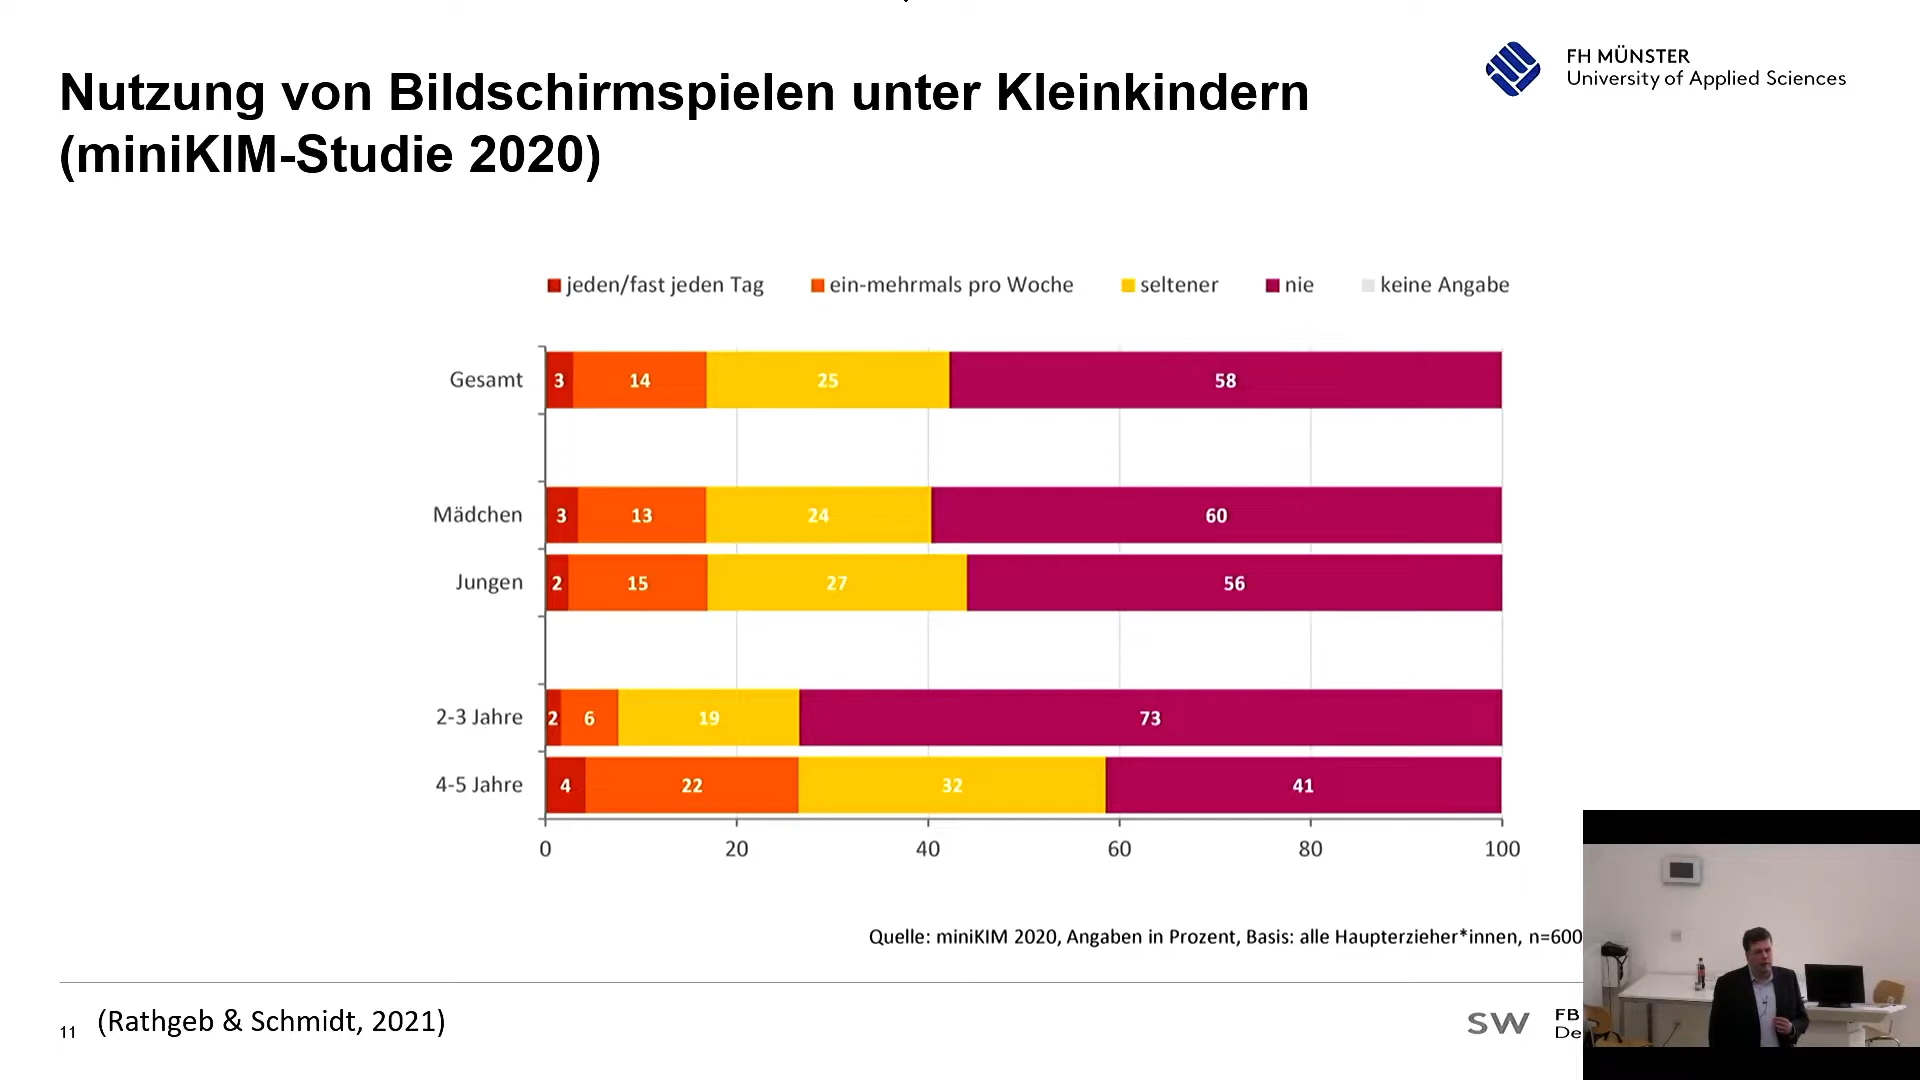 Nutzung von Bildschirmspielen unter Kleinkindern
(miniKIM-Studie 2020)
FH MÜNSTER
University of Applied Sciences
jeden/fast jeden Tag ein-mehrmals pro Woche seltener nie keine Angabe
Gesamt 3 14 25 58
Mädchen 3 13 24 60
Jungen 2 15 27 56
2-3 Jahre 2 6 19 73
4-5 Jahre 4 22 32 41
0 20 40 60 80 100
Quelle: miniKIM 2020, Angaben in Prozent, Basis: alle Haupterzieher*innen, n=600
11 (Rathgeb & Schmidt, 2021)
SW FB
De